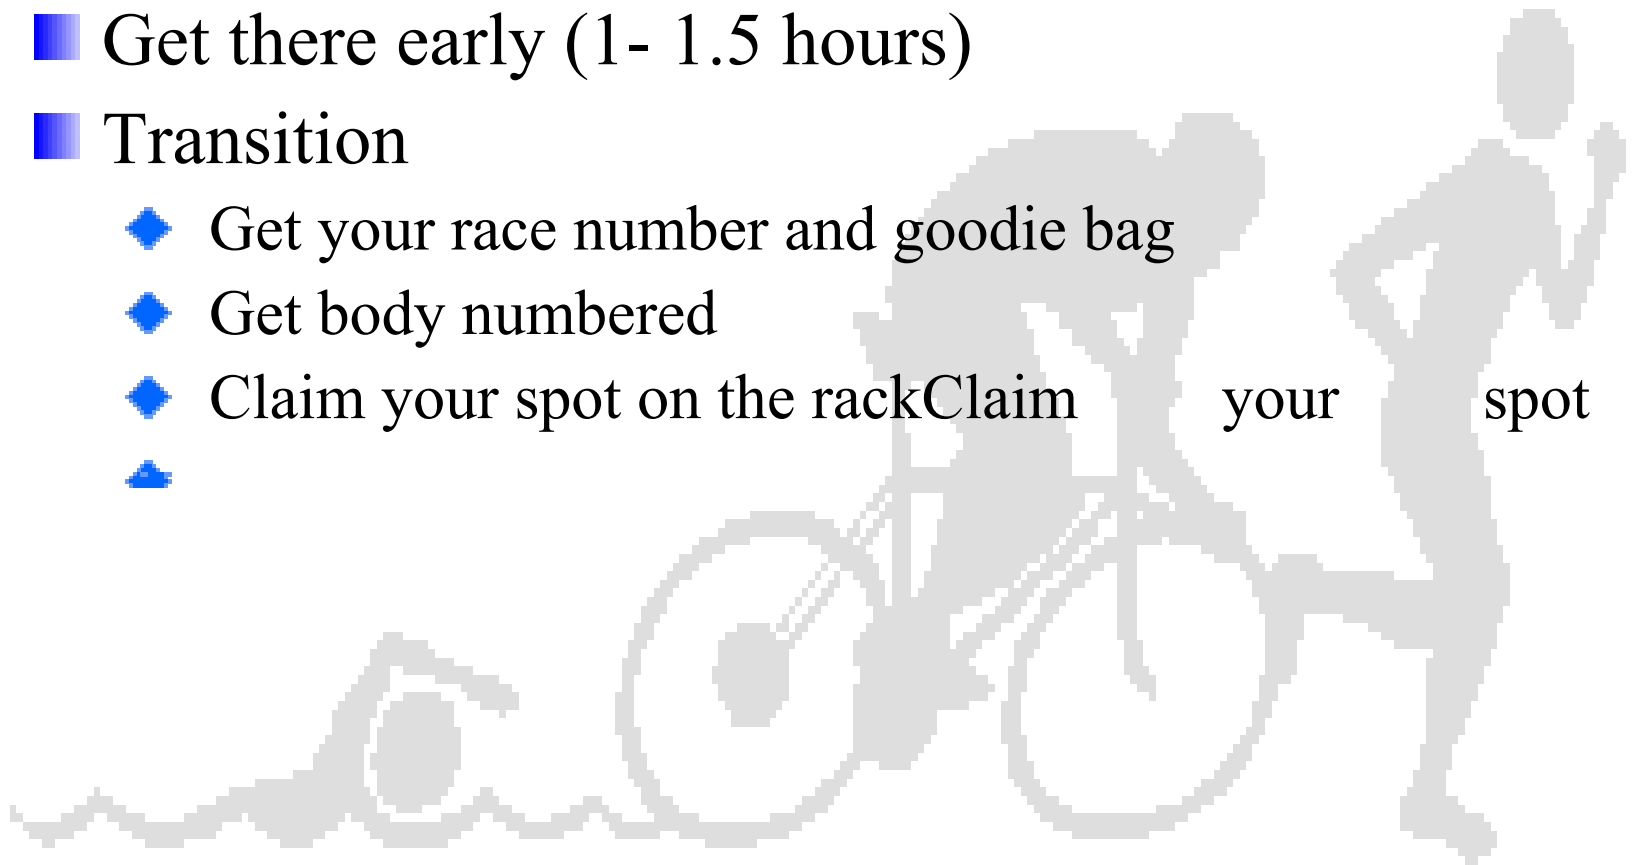 Get there early (1- 1.5 hours)
Transition
Get your race number and goodie bag
Get body numbered
Claim your spot on the rackClaim your spot